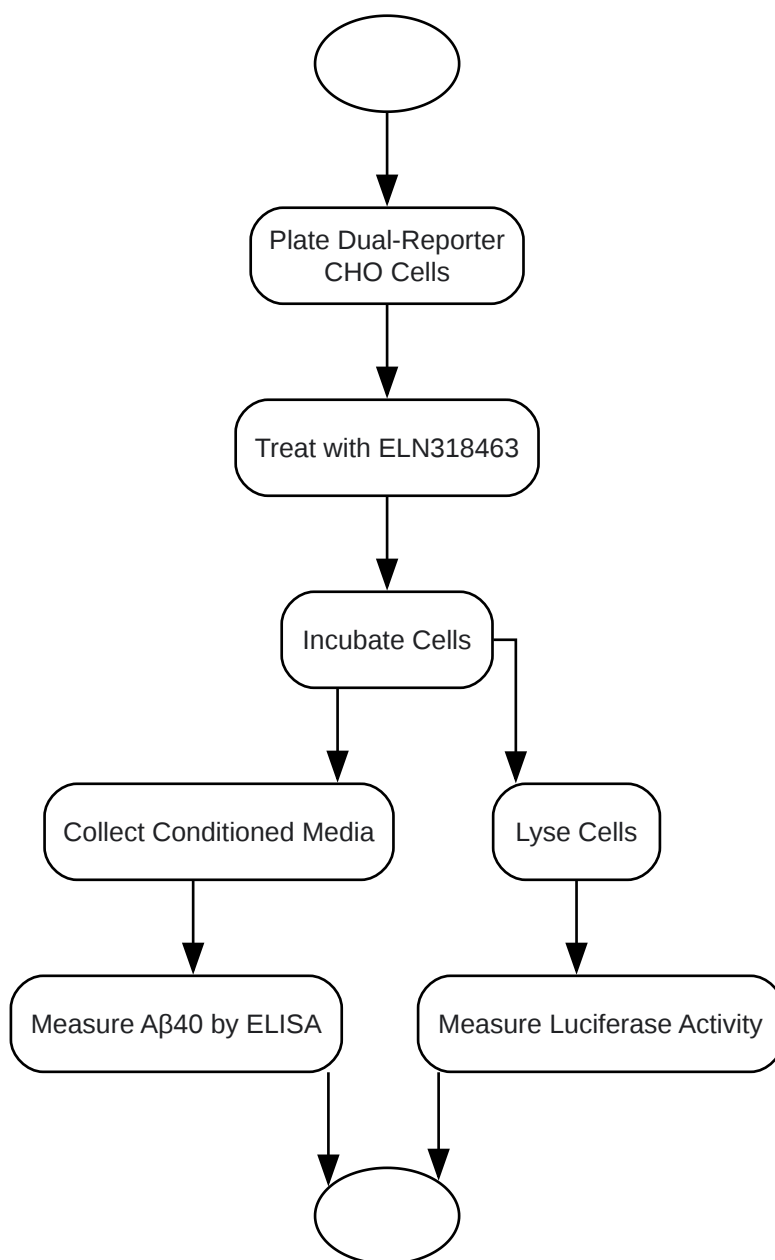 Plate Dual-Reporter
CHO Cells
Treat with ELN318463
Incubate Cells
Collect Conditioned Media
Lyse Cells
Measure Aβ40 by ELISA
Measure Luciferase Activity